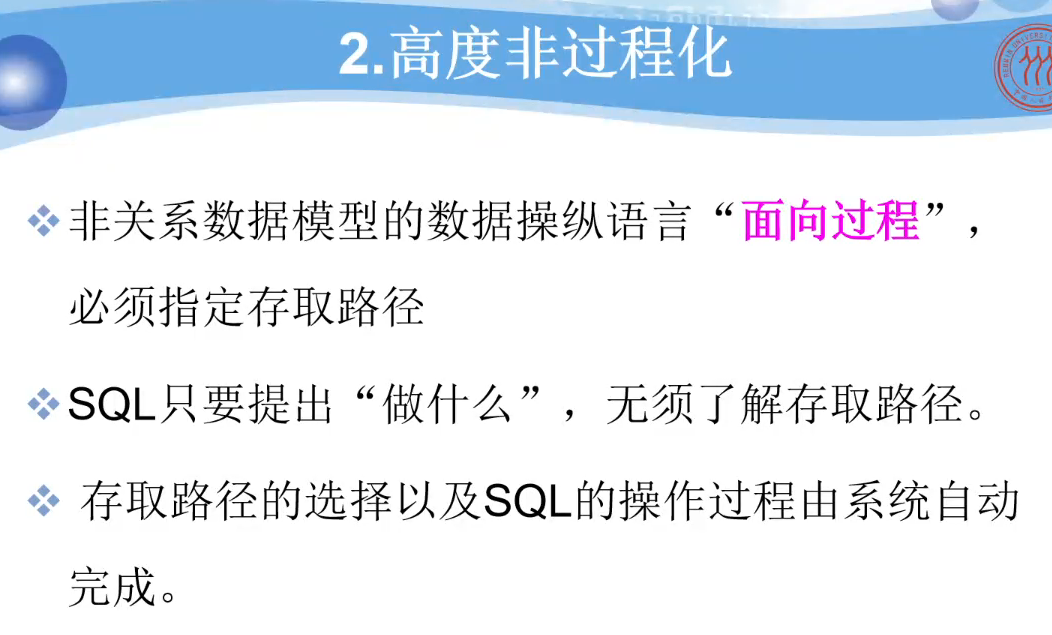 2.高度非过程化
非关系数据模型的数据操纵语言“面向过程”，
必须指定存取路径
SQL只要提出“做什么”，无须了解存取路径。
存取路径的选择以及SQL的操作过程由系统自动
完成。